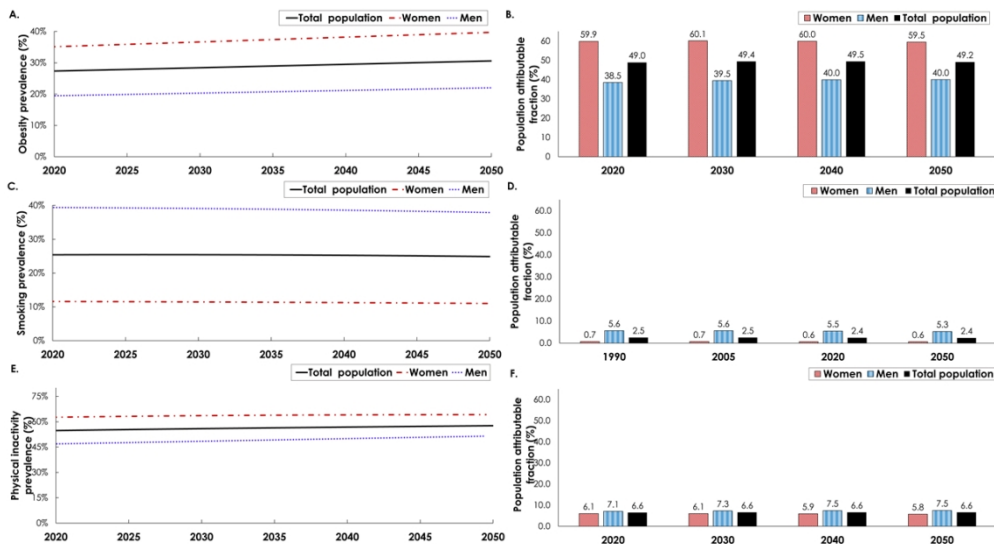 A.
Total population Women Men
Obesity prevalence (%)
40%
30%
20%
10%
0%
2020 2025 2030 2035 2040 2045 2050
B.
Women Men Total population
Population attributable
fraction (%)
60
50
40
30
20
10
0
59.9 38.5 49.0 60.1 39.5 49.4 60.0 40.0 49.5 59.5 40.0 49.2
2020 2030 2040 2050
C.
Total population Women Men
Smoking prevalence (%)
40%
30%
20%
10%
0%
2020 2025 2030 2035 2040 2045 2050
D.
Women Men Total population
Population attributable
fraction (%)
60.0
50.0
40.0
30.0
20.0
10.0
0.0
0.7 5.6 2.5 0.7 5.6 2.5 0.6 5.5 2.4 0.6 5.3 2.4
1990 2005 2020 2050
E.
Total population Women Men
Physical inactivity
prevalence (%)
75%
60%
45%
30%
15%
0%
2020 2025 2030 2035 2040 2045 2050
F.
Women Men Total population
Population attributable
fraction (%)
60.0
50.0
40.0
30.0
20.0
10.0
0.0
6.1 7.1 6.6 6.1 7.3 6.6 5.9 7.5 6.6 5.8 7.5 6.6
2020 2030 2040 2050